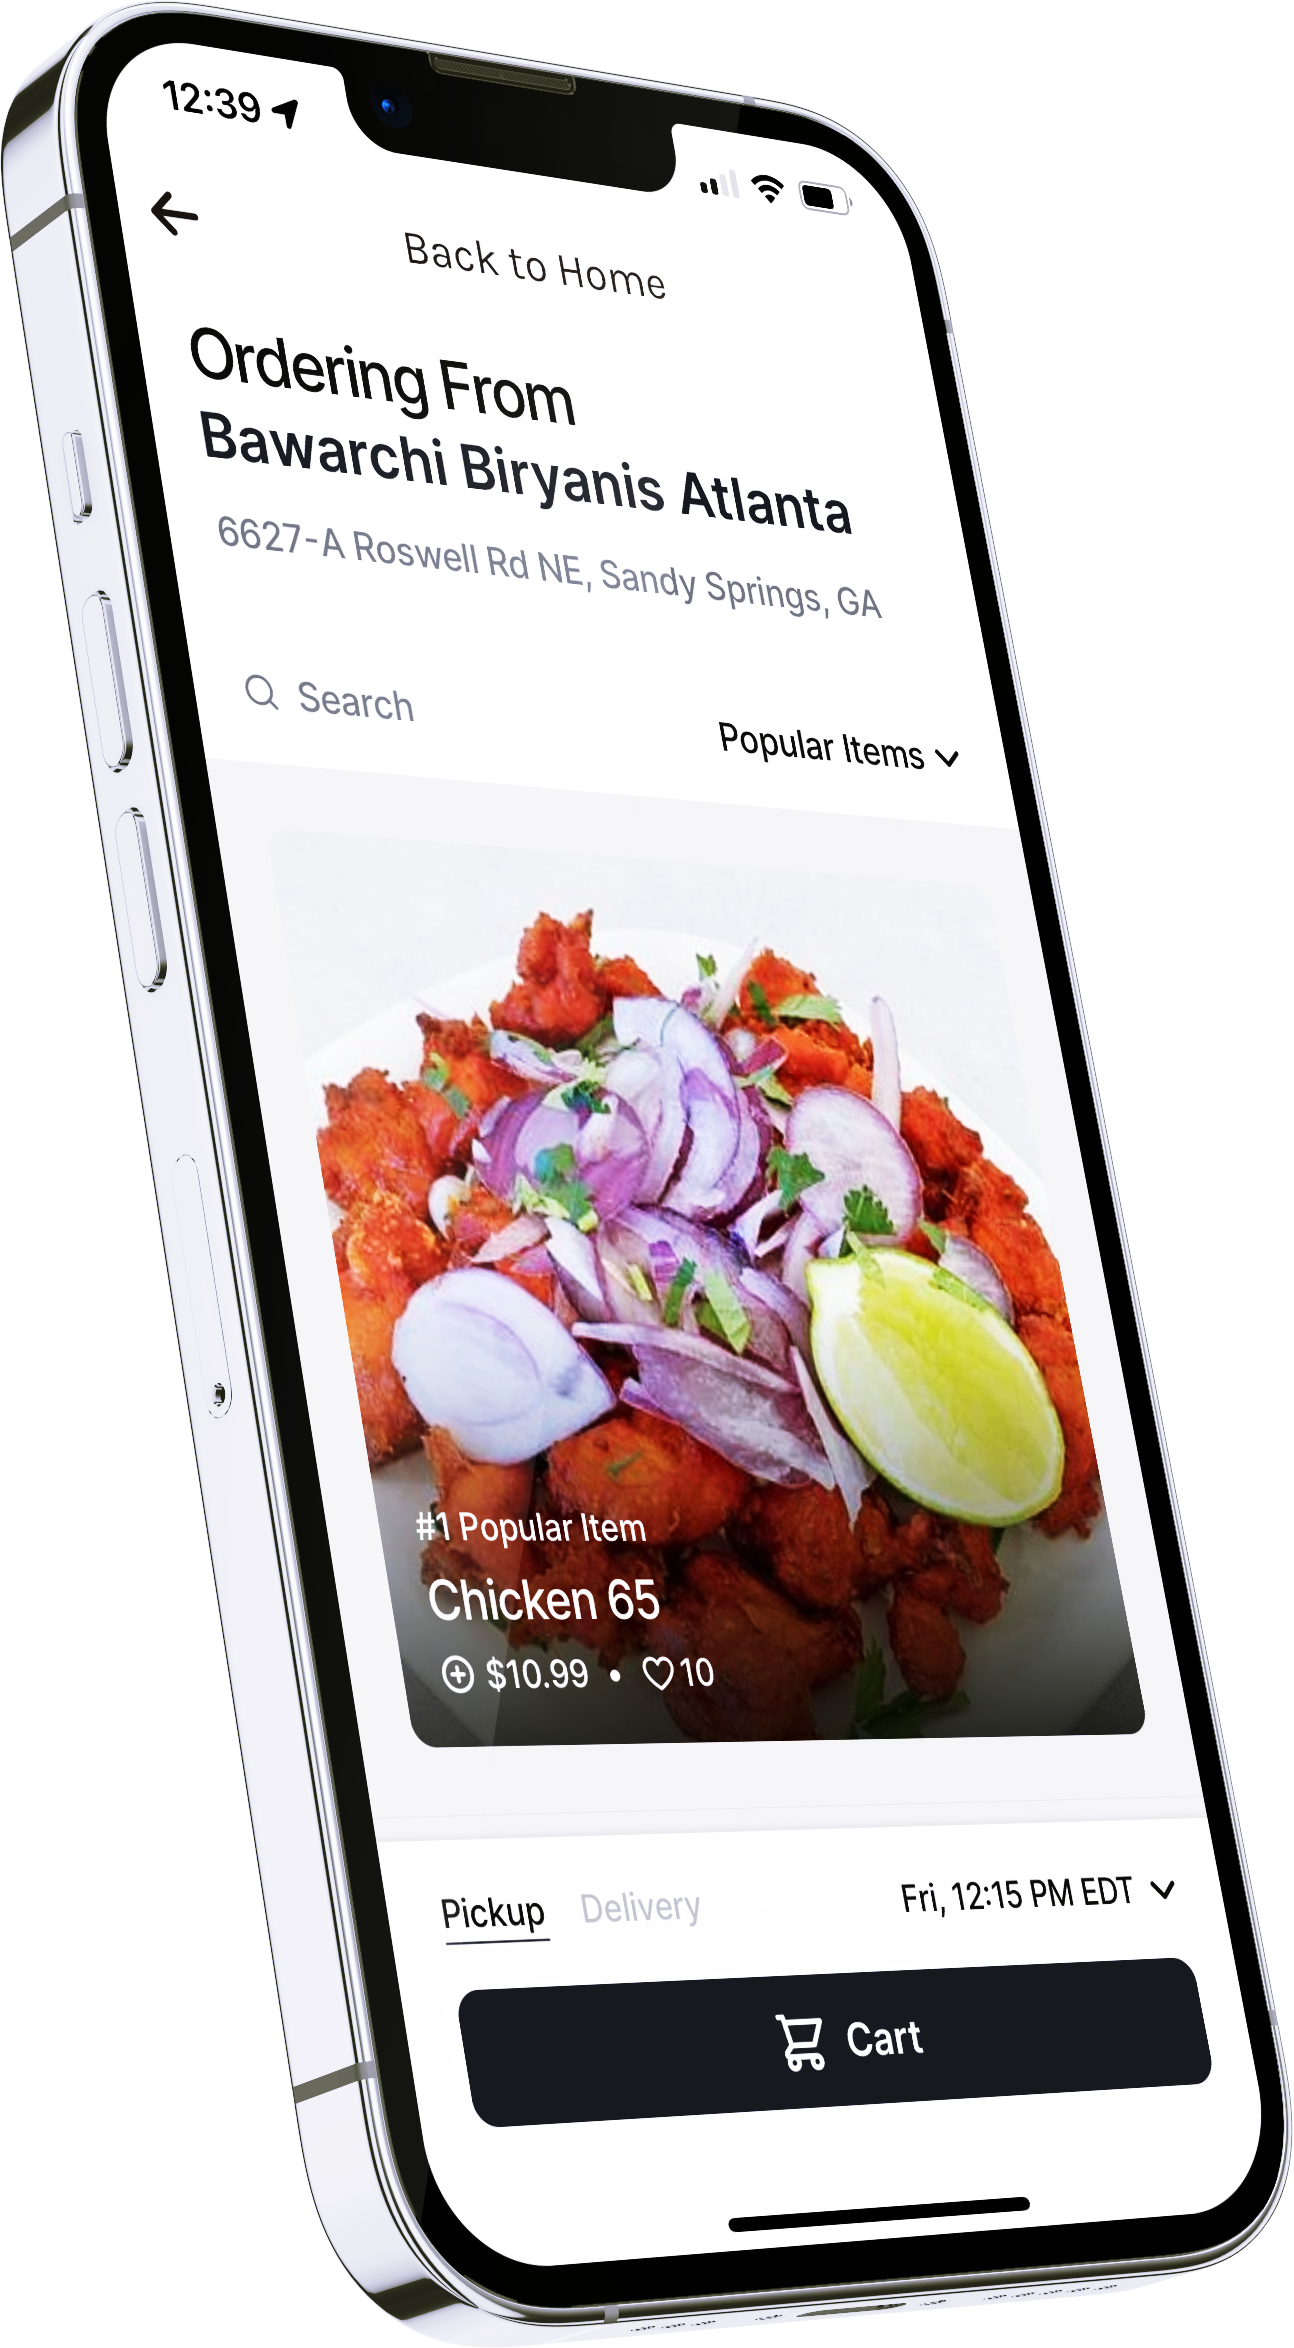 12:39
Back to Home
Ordering From
Bawarchi Biryanis Atlanta
6627-A Roswell Rd NE, Sandy Springs, GA
Search
Popular Items
#1 Popular Item
Chicken 65
$10.99 • 10
Pickup Delivery Fri, 12:15 PM EDT
Cart